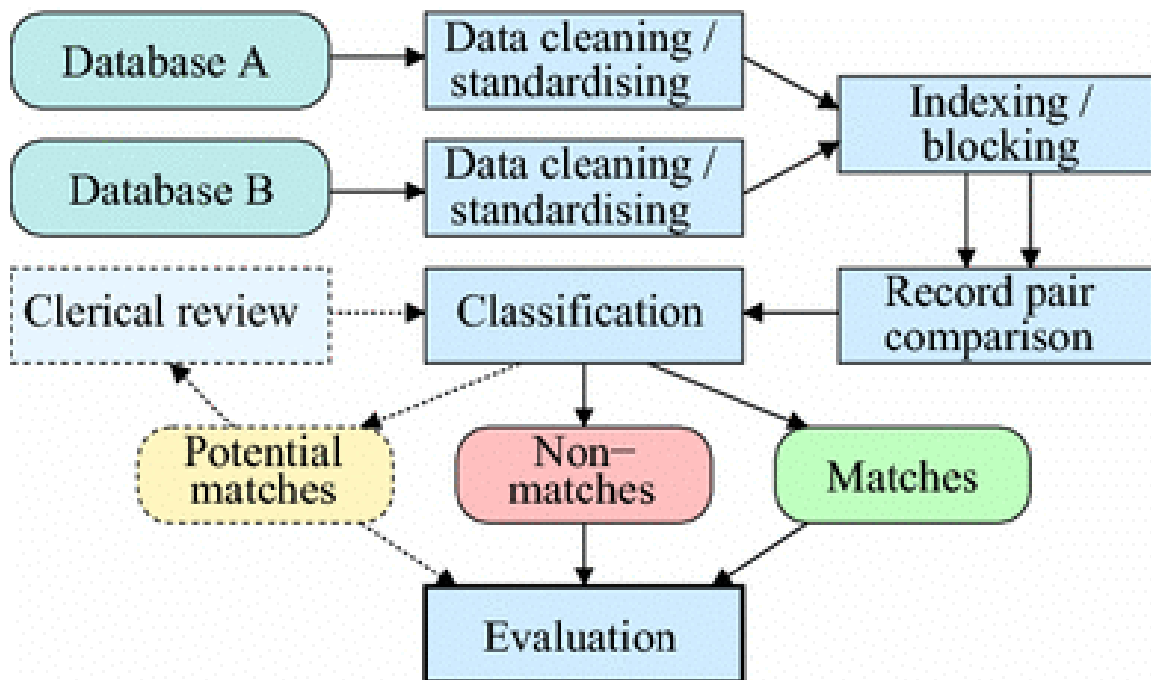 Database A
Data cleaning /
standardising
Indexing /
blocking
Database B
Data cleaning /
standardising
Clerical review
Classification
Record pair
comparison
Potential
matches
Non−
matches
Matches
Evaluation